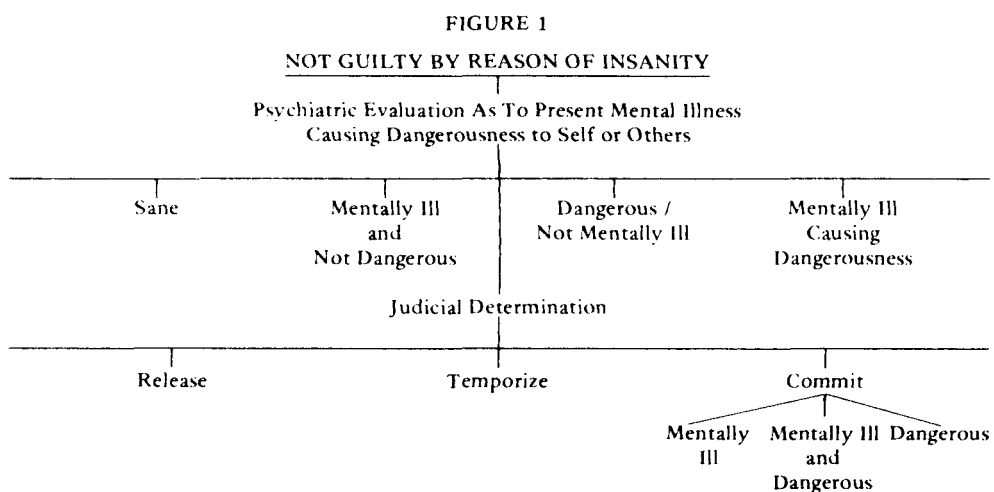 FIGURE 1
NOT GUILTY BY REASON OF INSANITY
Psychiatric Evaluation As To Present Mental Illness
Causing Dangerousness to Self or Others
Sane
Mentally Ill
and
Not Dangerous
Dangerous /
Not Mentally Ill
Mentally Ill
Causing
Dangerousness
Judicial Determination
Release
Temporize
Commit
Mentally
Ill
Mentally Ill
and
Dangerous
Dangerous